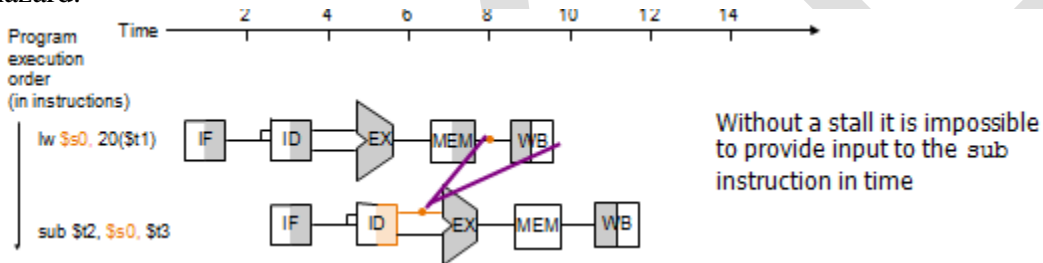 hazard.
2 4 6 8 10 12 14
Program
execution
order
(in instructions)
Time
lw $s0, 20($t1)
IF ID EX MEM WB
Without a stall it is impossible
to provide input to the sub
instruction in time
sub $t2, $s0, $t3
IF ID EX MEM WB